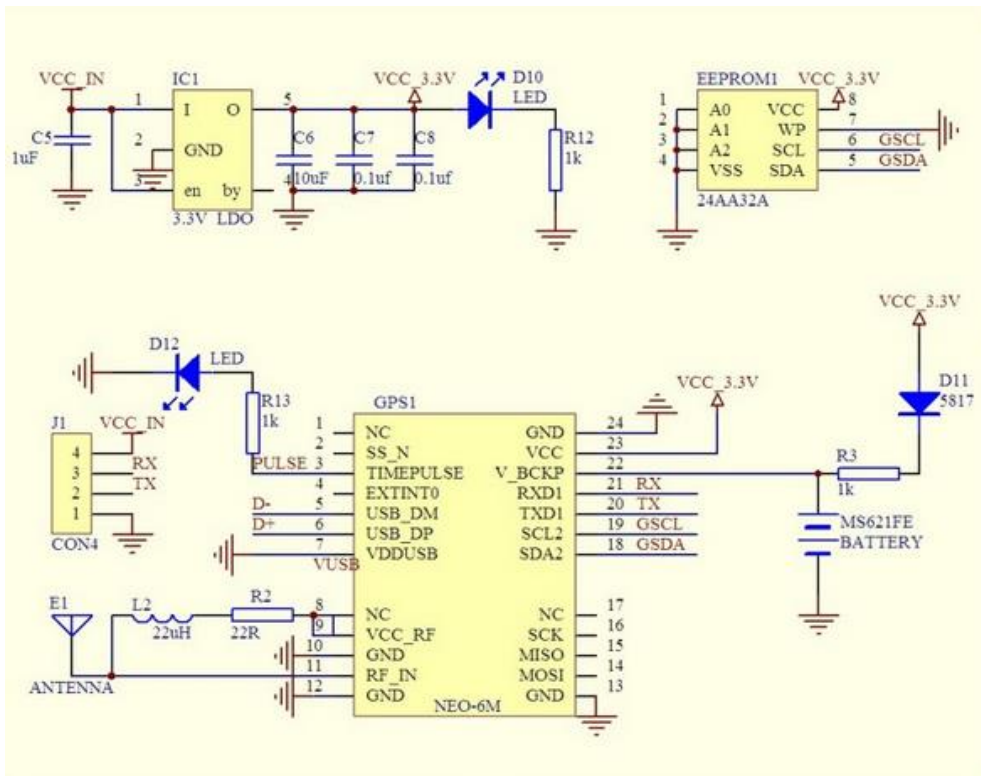 VCC_IN
IC1
1 I O 5
2 GND
3 en by 4
3.3V LDO
C5
1uF
C6
10uF
C7
0.1uf
C8
0.1uf
VCC_3.3V
D10
LED
R12
1k
EEPROM1
VCC_3.3V
1 A0 VCC 8
2 A1 WP 7
3 A2 SCL 6 GSCL
4 VSS SDA 5 GSDA
24AA32A
D12
LED
R13
1k
J1
VCC_IN
4
3 RX
2 TX
1
CON4
GPS1
1 NC
2 SS_N
PULSE 3 TIMEPULSE
4 EXTINT0
D- 5 USB_DM
D+ 6 USB_DP
7 VDDUSB
VUSB
8 NC
9 VCC_RF
10 GND
11 RF_IN
12 GND
NEO-6M
GND 24
VCC 23
V_BCKP 22
RXD1 21 RX
TXD1 20 TX
SCL2 19 GSCL
SDA2 18 GSDA
NC 17
SCK 16
MISO 15
MOSI 14
GND 13
VCC_3.3V
VCC_3.3V
D11
5817
R3
1k
MS621FE
BATTERY
E1
ANTENNA
L2
22uH
R2
22R